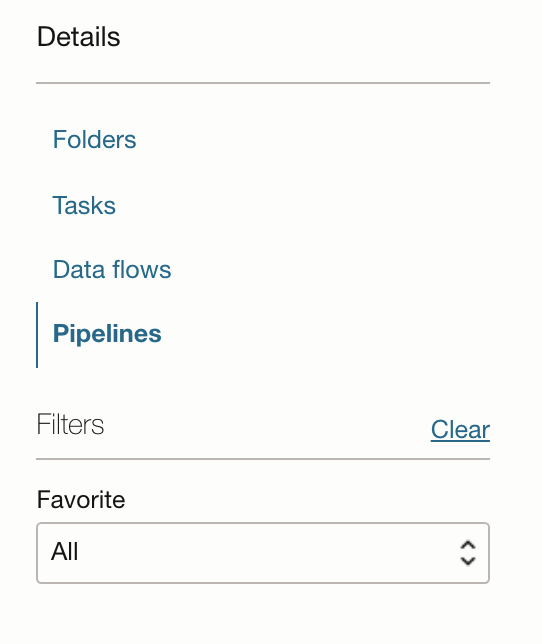 Details
Folders
Tasks
Data flows
Pipelines
Filters
Clear
Favorite
All